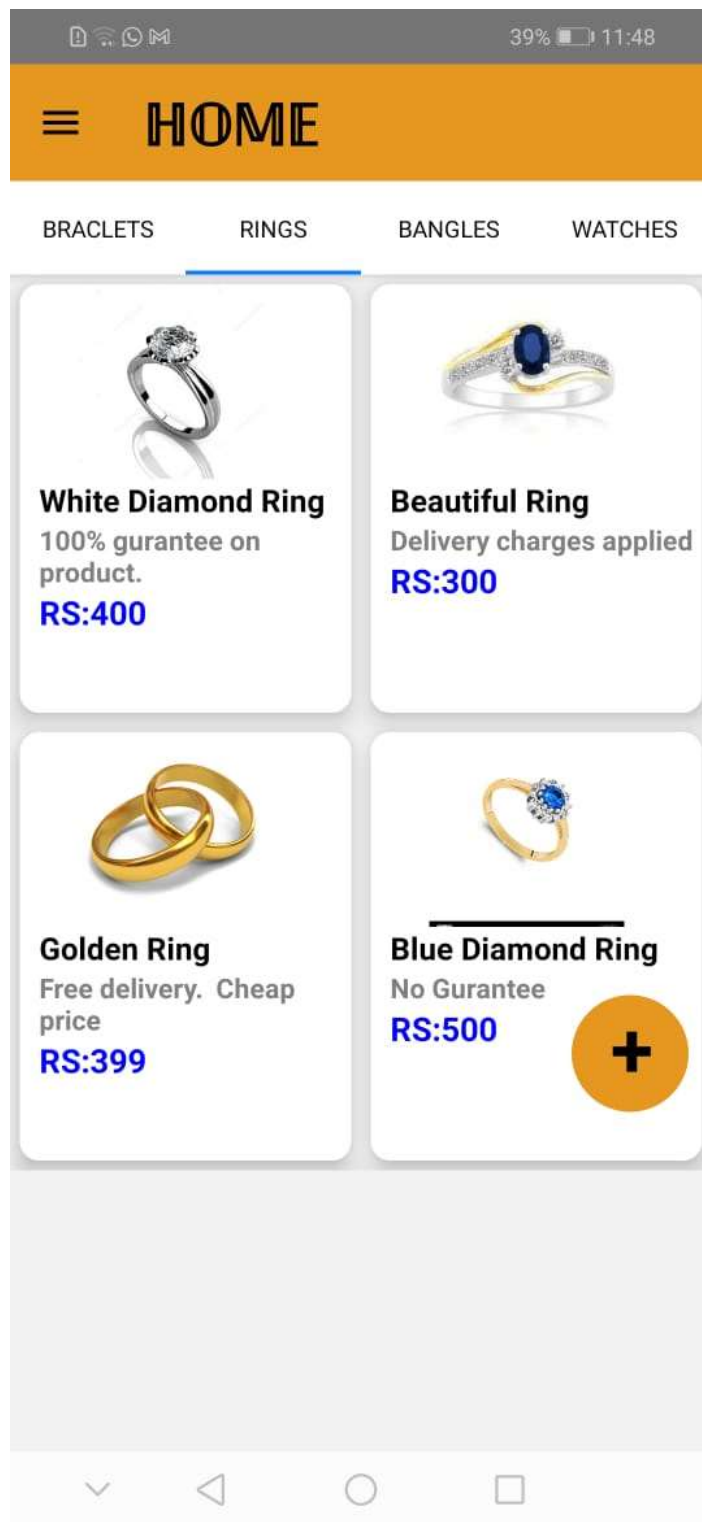 39% 11:48
HOME
BRACLETS RINGS BANGLES WATCHES
White Diamond Ring
100% gurantee on
product.
RS:400
Beautiful Ring
Delivery charges applied
RS:300
Golden Ring
Free delivery.  Cheap
price
RS:399
Blue Diamond Ring
No Gurantee
RS:500
+